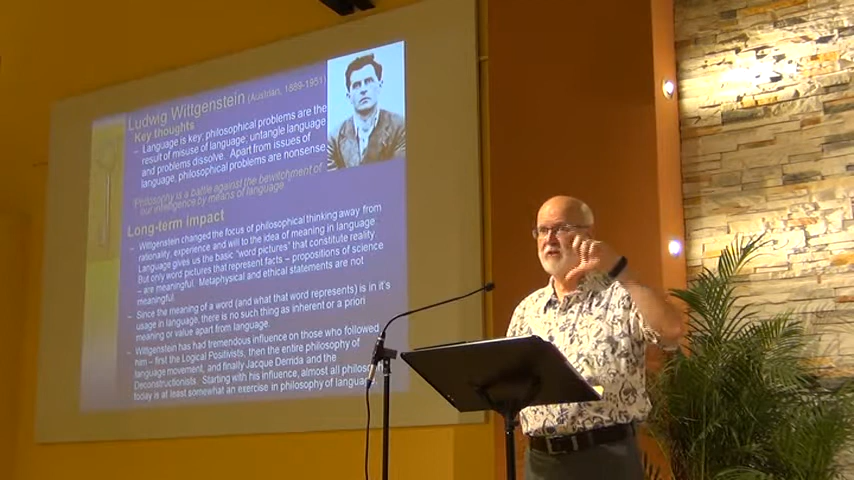 Ludwig Wittgenstein (Austrian, 1889-1951)
Key thoughts
– Language is key; philosophical problems are the
result of misuse of language; untangle language
and problems dissolve. Apart from issues of
language, philosophical problems are nonsense
"Philosophy is a battle against the bewitchment of
our intelligence by means of language."
Long-term impact
– Wittgenstein changed the focus of philosophical thinking away from
rationality, experience and will to the idea of meaning in language.
Language gives us the basic "word pictures" that constitute reality.
But only word pictures that represent facts – propositions of science
– are meaningful. Metaphysical and ethical statements are not
meaningful.
– Since the meaning of a word (and what that word represents) is in it's
usage in language, there is no such thing as inherent or a priori
meaning or value apart from language.
– Wittgenstein has had tremendous influence on those who followed
him – first the Logical Positivists, then the entire philosophy of
language movement, and finally Jacque Derrida and the
Deconstructionists. Starting with his influence, almost all
today is at least somewhat an exercise in philosophy of